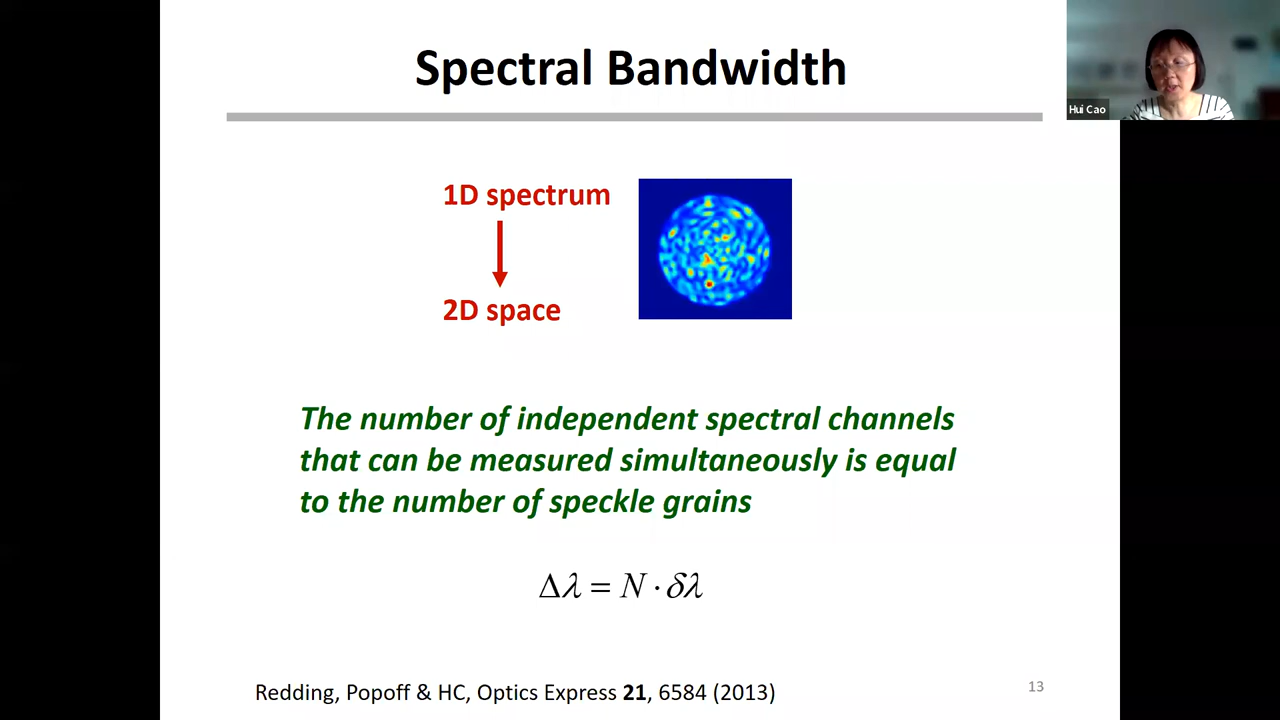 Spectral Bandwidth
Hui Cao
1D spectrum
2D space
The number of independent spectral channels
that can be measured simultaneously is equal
to the number of speckle grains
Δλ = N · δλ
Redding, Popoff & HC, Optics Express 21, 6584 (2013)
13